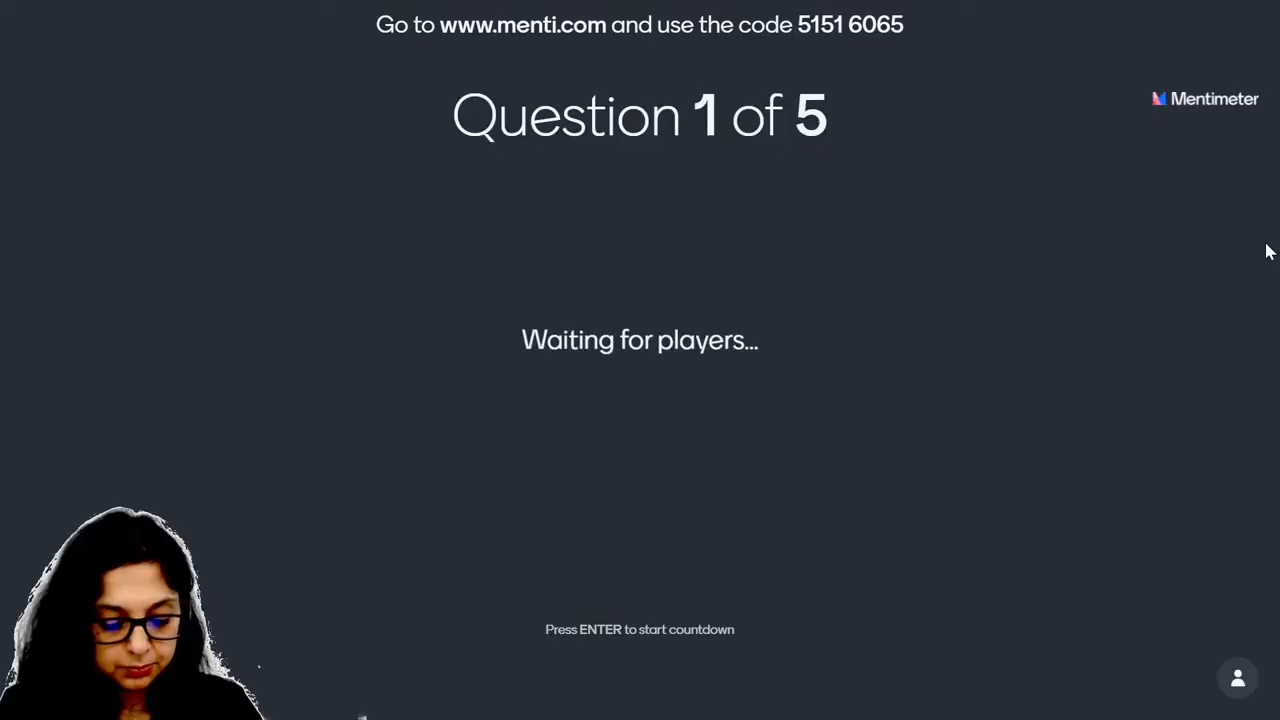 Go to www.menti.com and use the code 5151 6065
Question 1 of 5
Mentimeter
Waiting for players...
Press ENTER to start countdown